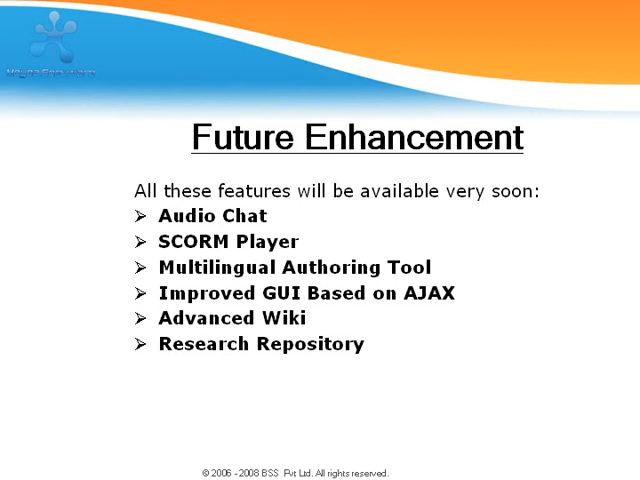 Future Enhancement
All these features will be available very soon:
➢ Audio Chat
➢ SCORM Player
➢ Multilingual Authoring Tool
➢ Improved GUI Based on AJAX
➢ Advanced Wiki
➢ Research Repository
© 2006 - 2008 BSS Pvt Ltd. All rights reserved.